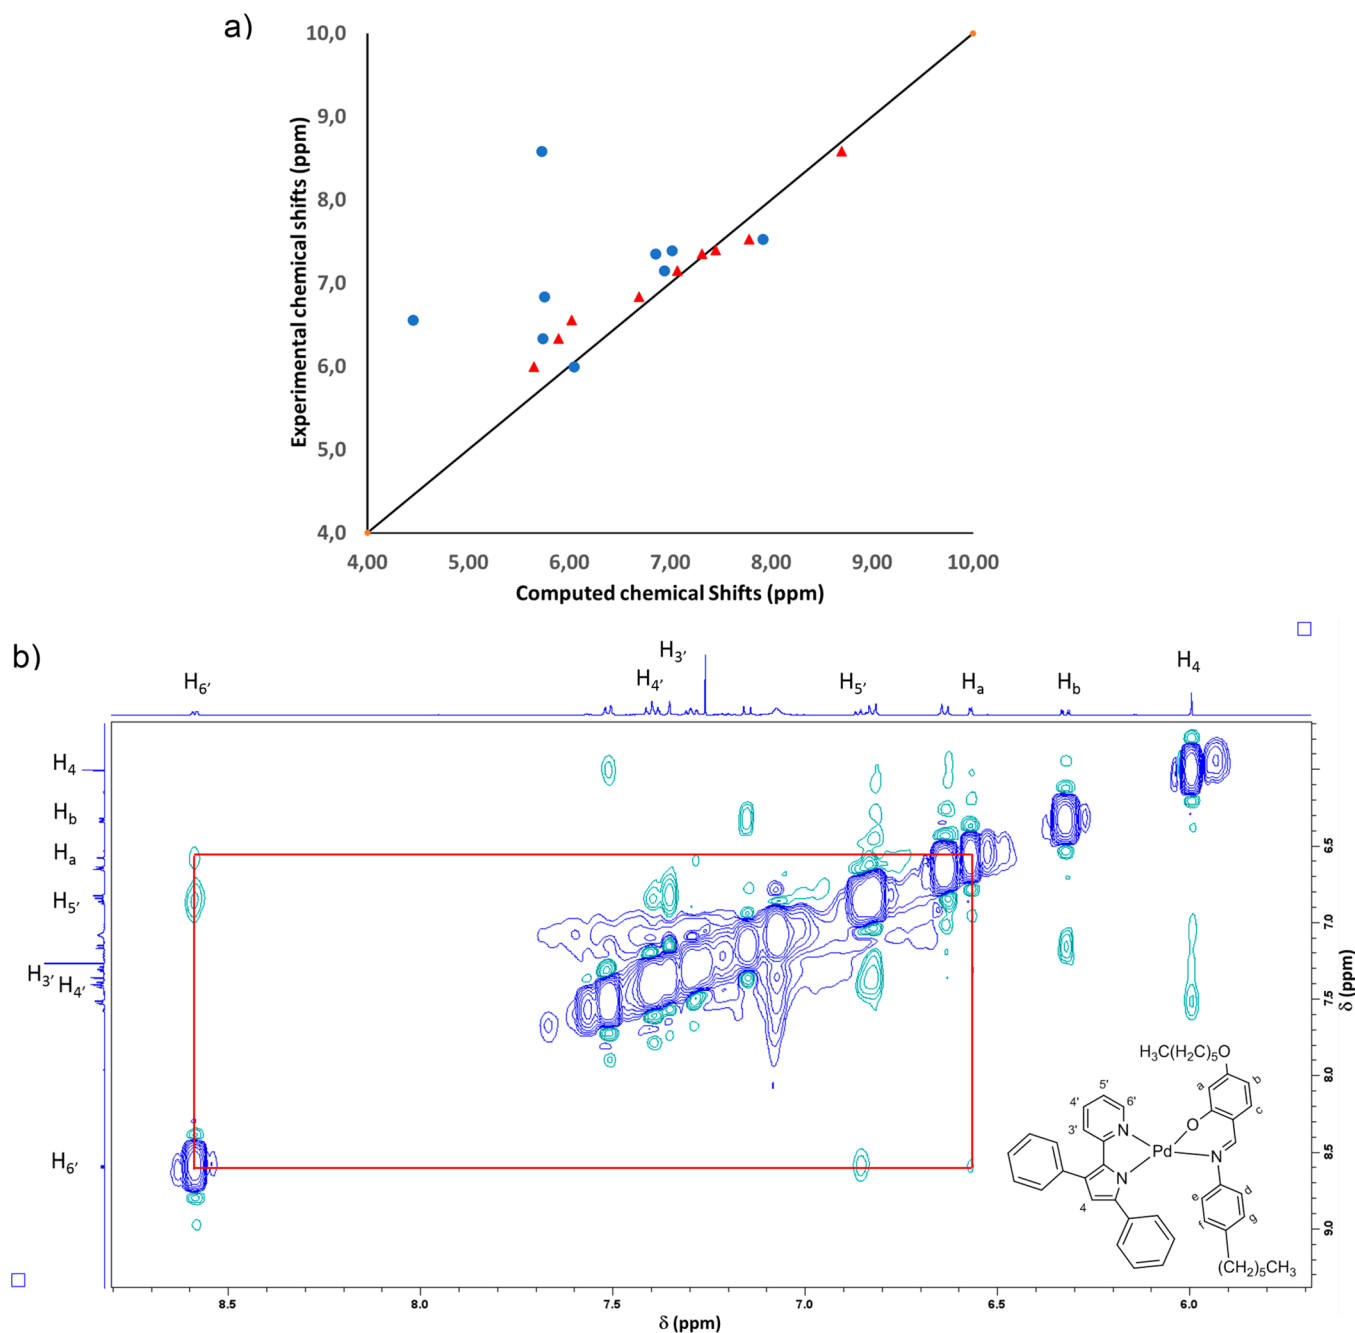 a)
Experimental chemical shifts (ppm)
10,0
9,0
8,0
7,0
6,0
5,0
4,0
4,00 5,00 6,00 7,00 8,00 9,00 10,00
Computed chemical Shifts (ppm)
b)
H6′ H4′ H3′ H5′ Ha Hb H4
H4
Hb
Ha
H5′
H3′ H4′
H6′
6.5
7.0
7.5
8.0
8.5
9.0
δ (ppm)
H3C(H2C)5O
a b
c
5'
4' 6'
3' N
O
Pd
N
N
4
e d
f g
(CH2)5CH3
8.5 8.0 7.5 7.0 6.5 6.0
δ (ppm)